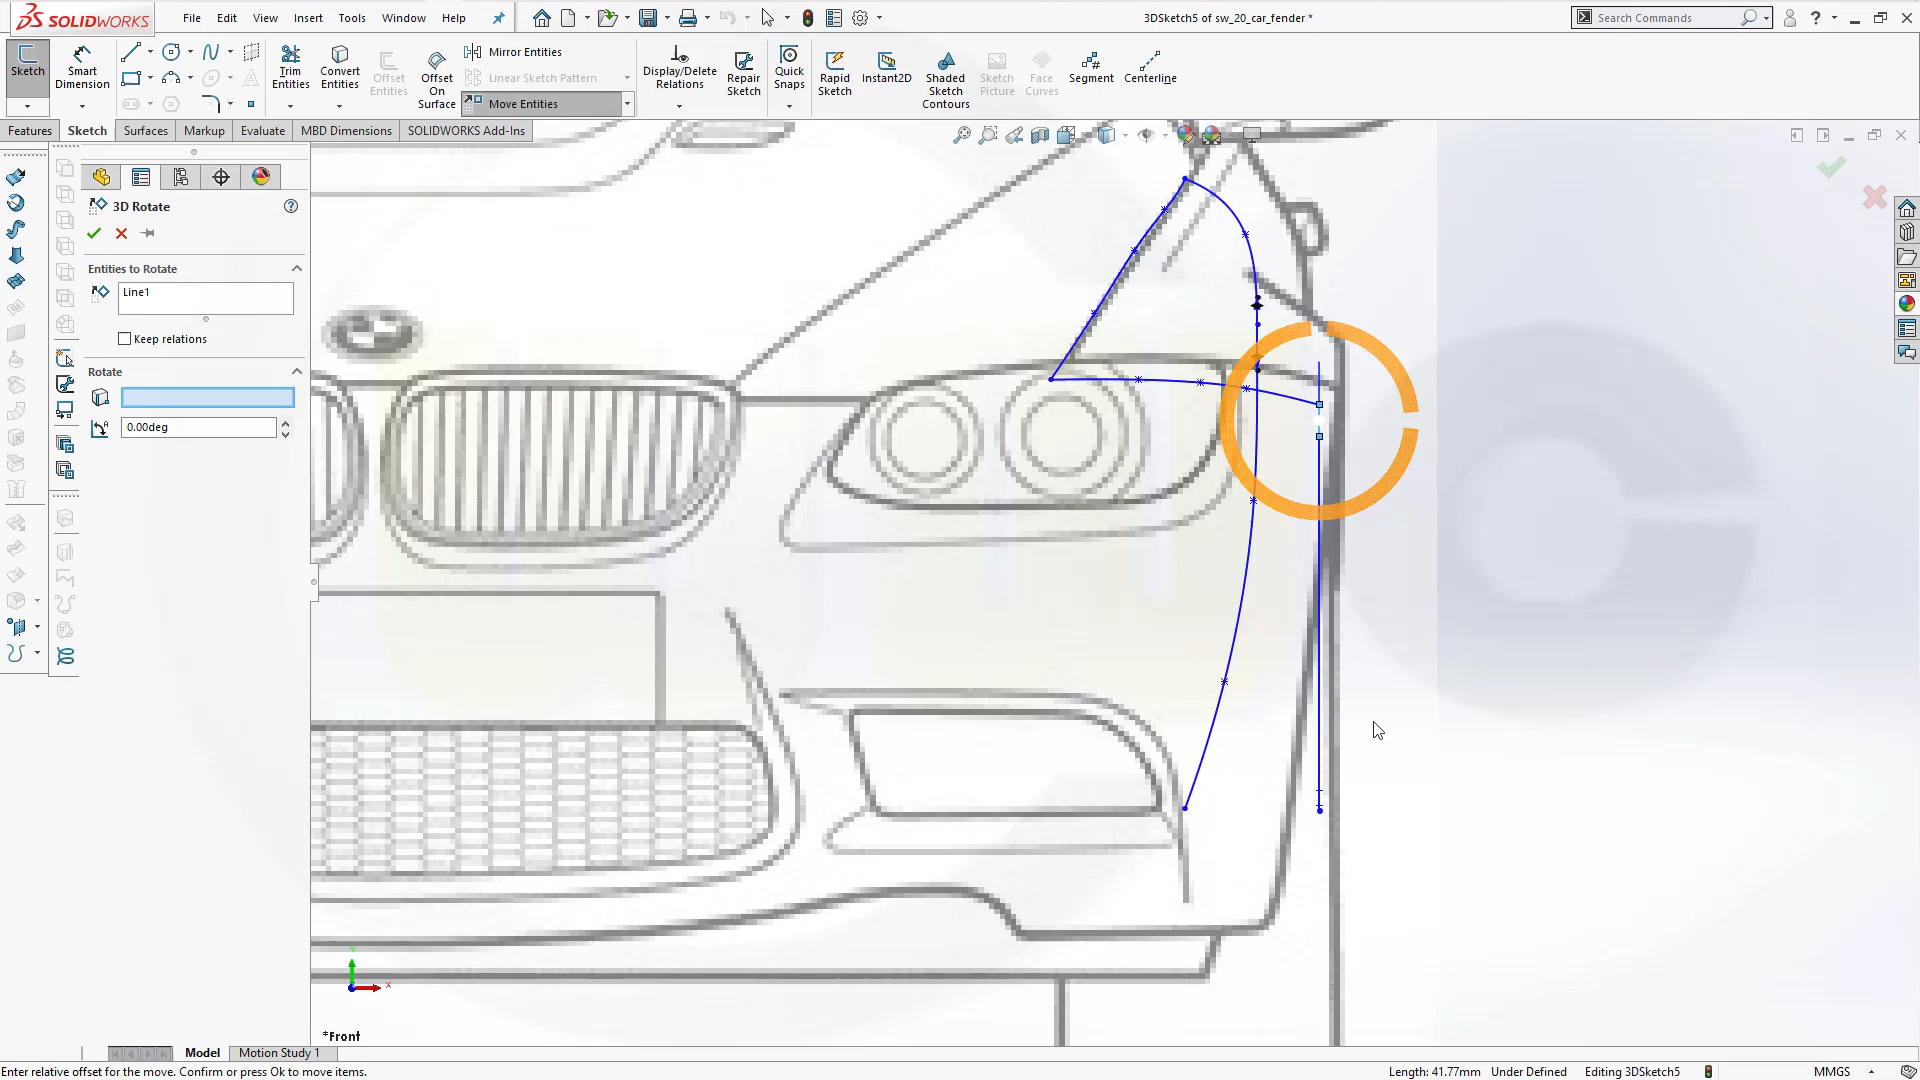 SOLIDWORKS
File Edit View Insert Tools Window Help
3DSketch5 of sw_20_car_fender *
Search Commands
Sketch
Smart Dimension
Trim Entities
Convert Entities
Offset Entities
Offset On Surface
Mirror Entities
Linear Sketch Pattern
Move Entities
Display/Delete Relations
Repair Sketch
Quick Snaps
Rapid Sketch
Instant2D
Shaded Sketch Contours
Sketch Picture
Face Curves
Segment
Centerline
Features Sketch Surfaces Markup Evaluate MBD Dimensions SOLIDWORKS Add-Ins
3D Rotate
Entities to Rotate
Line1
Keep relations
Rotate
0.00deg
Y
X
*Front
Model Motion Study 1
Enter relative offset for the move. Confirm or press Ok to move items.
Length: 41.77mm Under Defined Editing 3DSketch5 MMGS